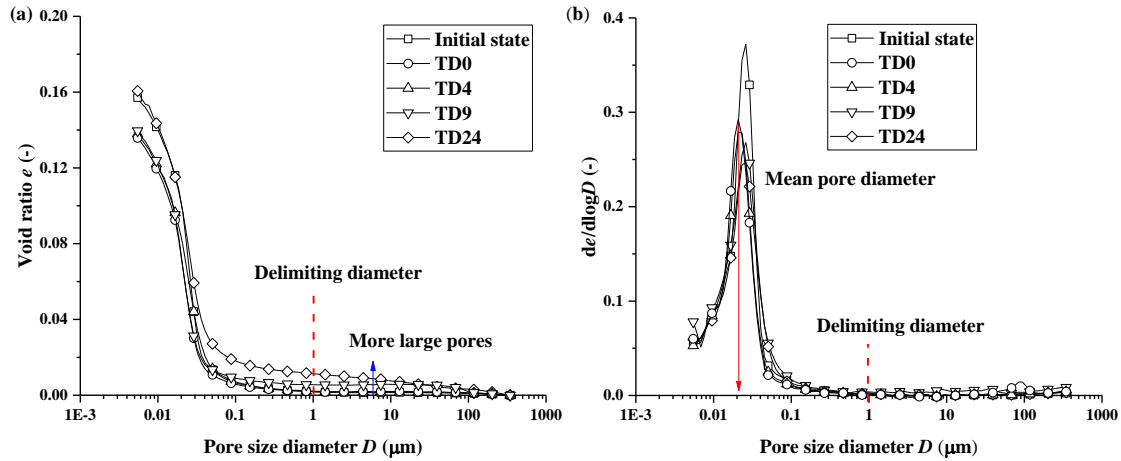 (a)
0.20
0.16
0.12
0.08
0.04
0.00
Void ratio e (-)
Initial state
TD0
TD4
TD9
TD24
Delimiting diameter
More large pores
1E-3
0.01
0.1
1
10
100
1000
Pore size diameter D (μm)
(b)
0.4
0.3
0.2
0.1
0.0
de/dlogD (-)
Initial state
TD0
TD4
TD9
TD24
Mean pore diameter
Delimiting diameter
1E-3
0.01
0.1
1
10
100
1000
Pore size diameter D (μm)